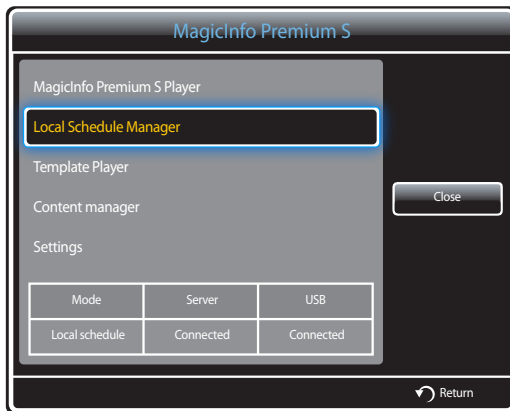 MagicInfo Premium S
MagicInfo Premium S Player
Local Schedule Manager
Template Player
Content manager
Settings
Close
Mode Server USB
Local schedule Connected Connected
Return